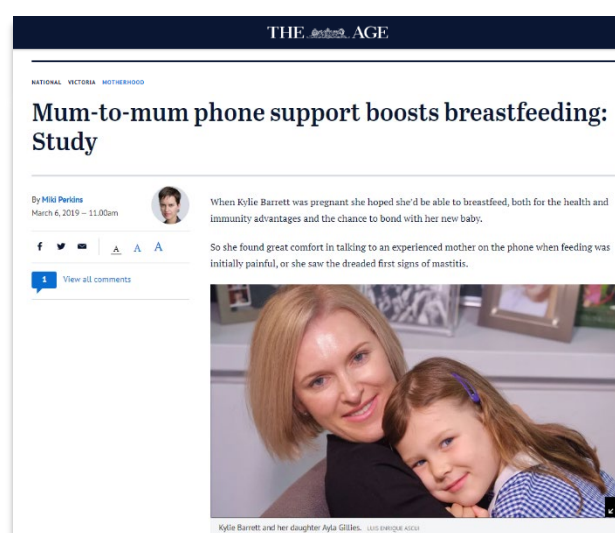 THE AGE
NATIONAL VICTORIA MOTHERHOOD
Mum-to-mum phone support boosts breastfeeding:
Study
By Miki Perkins
March 6, 2019 — 11.00am
A A A
1 View all comments
When Kylie Barrett was pregnant she hoped she'd be able to breastfeed, both for the health and
immunity advantages and the chance to bond with her new baby.
So she found great comfort in talking to an experienced mother on the phone when feeding was
initially painful, or she saw the dreaded first signs of mastitis.
Kylie Barrett and her daughter Ayla Gillies. LUIS ENRIQUE ASCUI